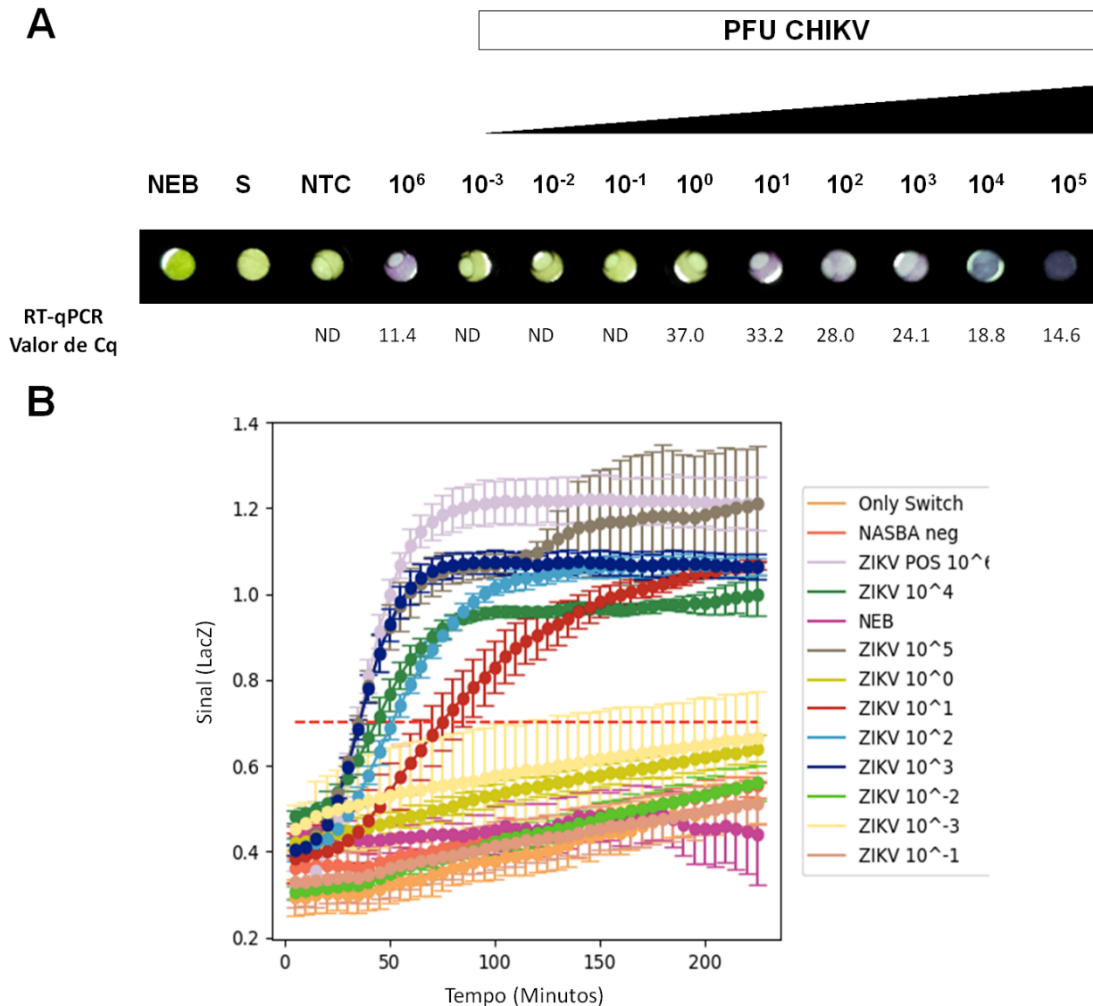 A
PFU CHIKV
NEB S NTC 10⁶ 10⁻³ 10⁻² 10⁻¹ 10⁰ 10¹ 10² 10³ 10⁴ 10⁵
RT-qPCR
Valor de Cq
ND 11.4 ND ND ND 37.0 33.2 28.0 24.1 18.8 14.6
B
1.4
1.2
1.0
0.8
0.6
0.4
0.2
Sinal (LacZ)
0 50 100 150 200
Tempo (Minutos)
Only Switch
NASBA neg
ZIKV POS 10^6
ZIKV 10^4
NEB
ZIKV 10^5
ZIKV 10^0
ZIKV 10^1
ZIKV 10^2
ZIKV 10^3
ZIKV 10^-2
ZIKV 10^-3
ZIKV 10^-1